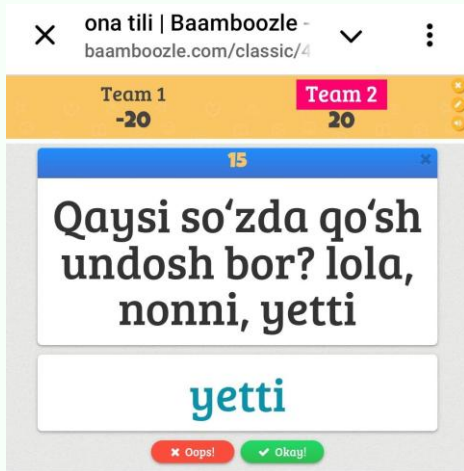 ona tili | Baamboozle -
baamboozle.com/classic/4
Team 1
-20
Team 2
20
15
Qaysi so‘zda qo‘sh
undosh bor? lola,
nonni, yetti
yetti
Oops!
Okay!